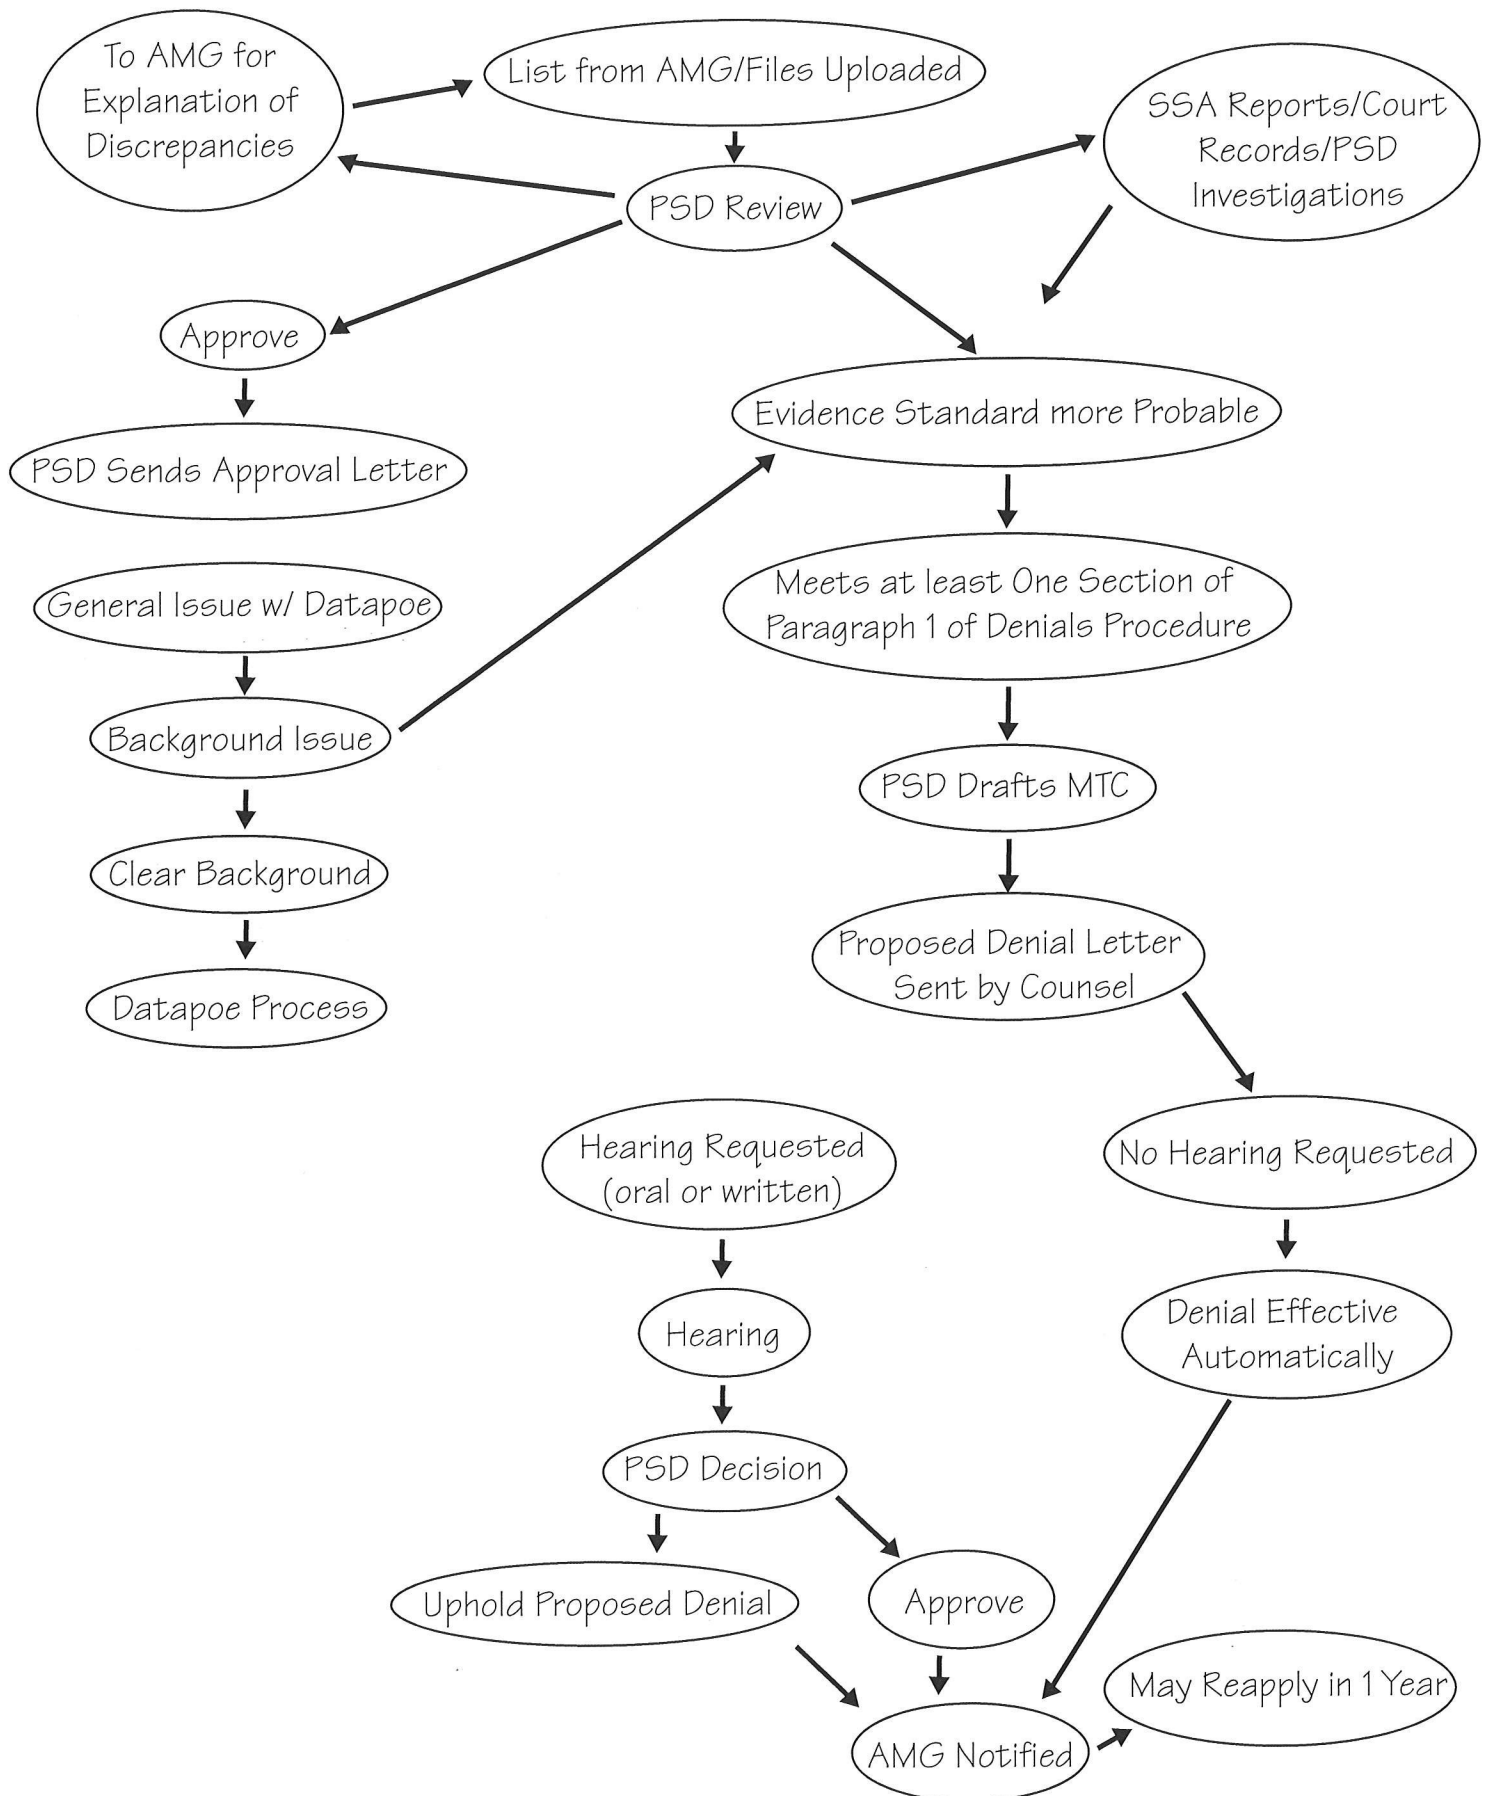 To AMG for
Explanation of
Discrepancies
List from AMG/Files Uploaded
SSA Reports/Court
Records/PSD
Investigations
PSD Review
Approve
Evidence Standard more Probable
PSD Sends Approval Letter
General Issue w/ Datapoe
Meets at least One Section of
Paragraph 1 of Denials Procedure
Background Issue
PSD Drafts MTC
Clear Background
Proposed Denial Letter
Sent by Counsel
Datapoe Process
Hearing Requested
(oral or written)
No Hearing Requested
Hearing
Denial Effective
Automatically
PSD Decision
Uphold Proposed Denial
Approve
May Reapply in 1 Year
AMG Notified